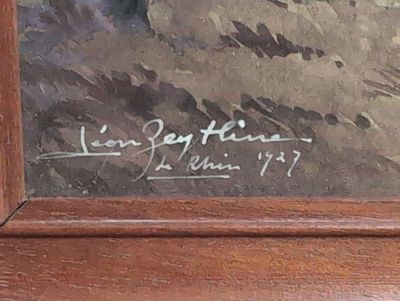 Léon Zeytline
le Rhin 1927